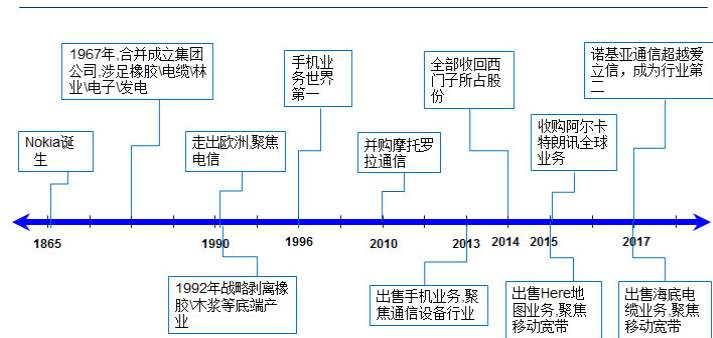 1967年,合并成立集团
公司,涉足橡胶\电缆\林
业\电子\发电
手机业
务世界
第一
全部收回西
门子所占股
份
诺基亚通信超越爱
立信，成为行业第
二
Nokia诞
生
走出欧洲,聚焦
电信
并购摩托罗
拉通信
收购阿尔卡
特朗讯全球
业务
1865
1990
1996
2010
2013
2014
2015
2017
1992年战略剥离橡
胶\木浆等底端产
业
出售手机业务,聚
焦通信设备行业
出售Here地
图业务,聚焦
移动宽带
出售海底电
缆业务,聚焦
移动宽带